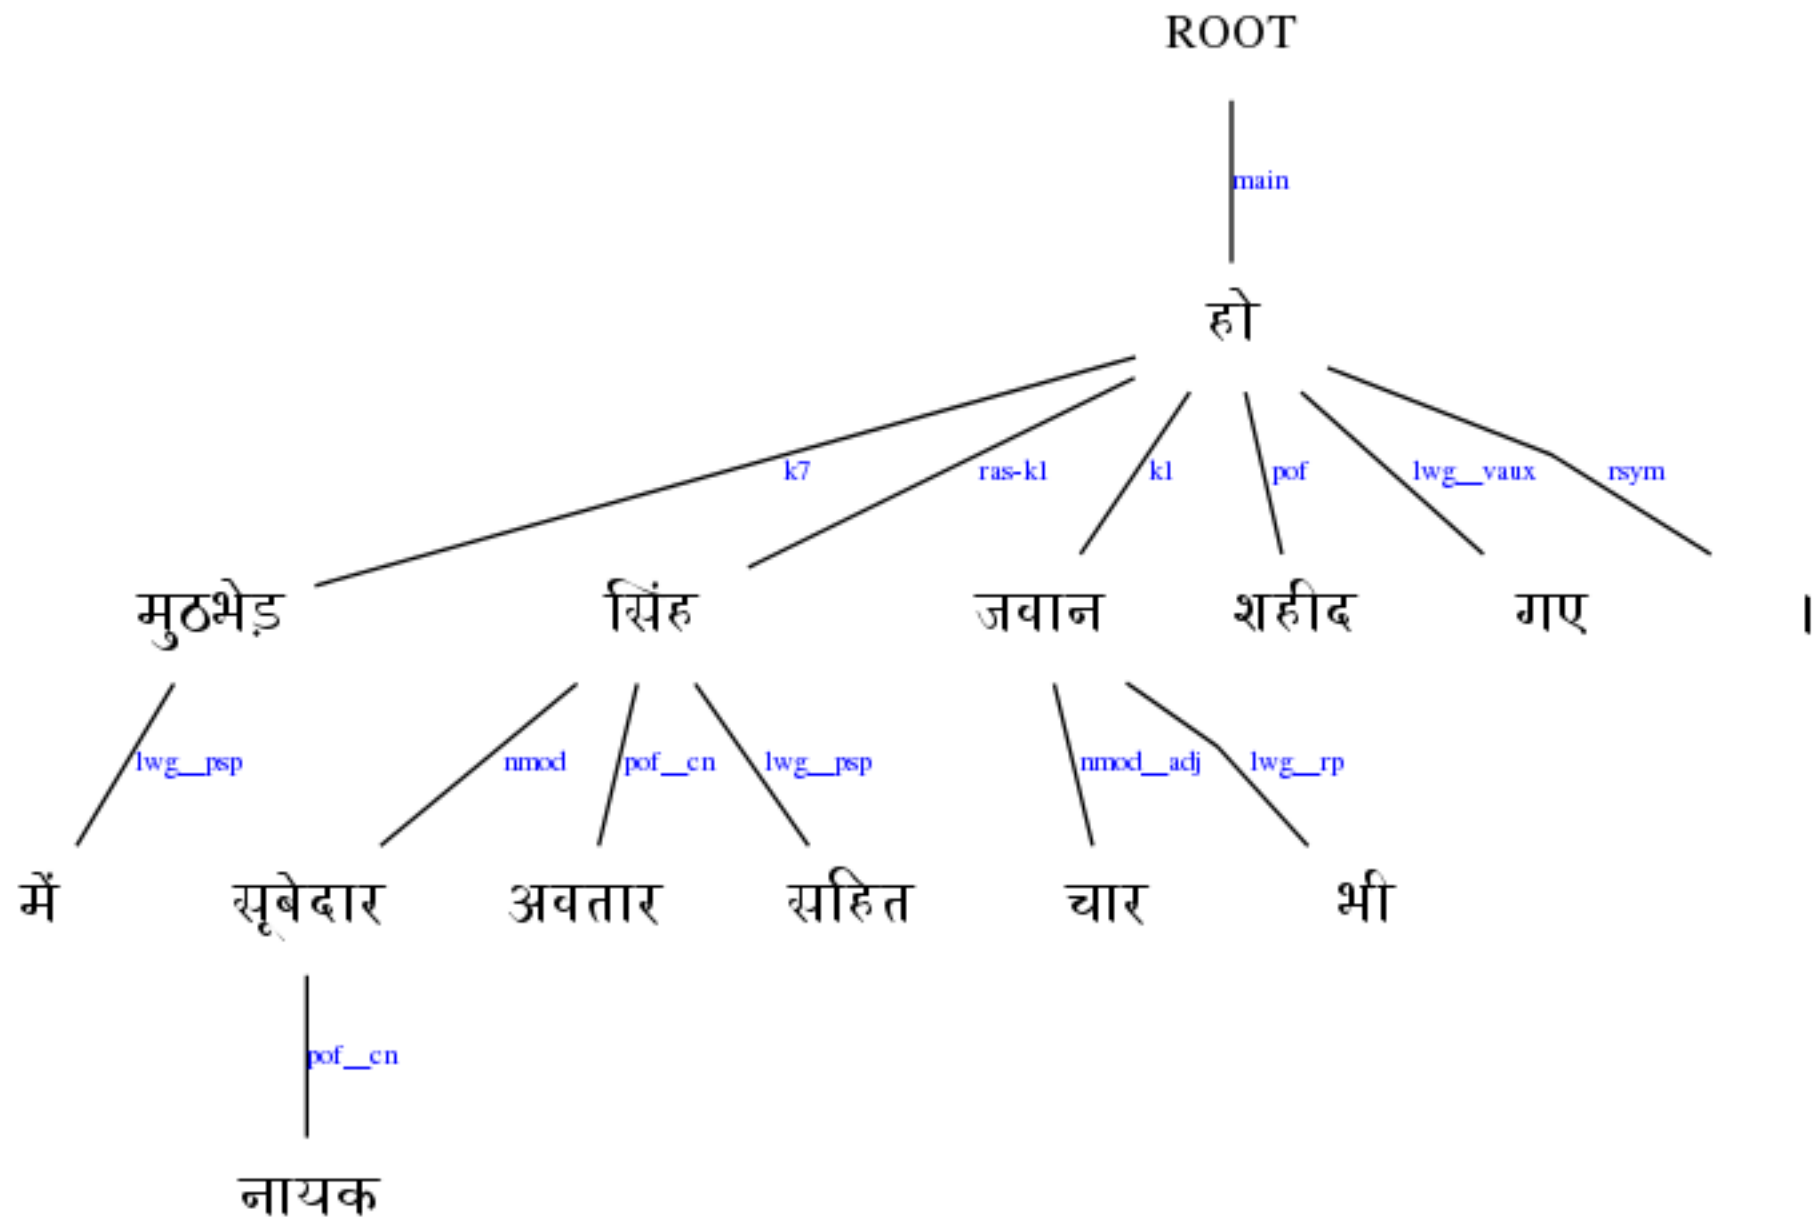 ROOT
main
हो
k7 ras-k1 k1 pof lwg__vaux rsym
मुठभेड़ सिंह जवान शहीद गए ।
lwg__psp nmod pof__cn lwg__psp nmod__adj lwg__rp
में सूबेदार अवतार सहित चार भी
pof__cn
नायक